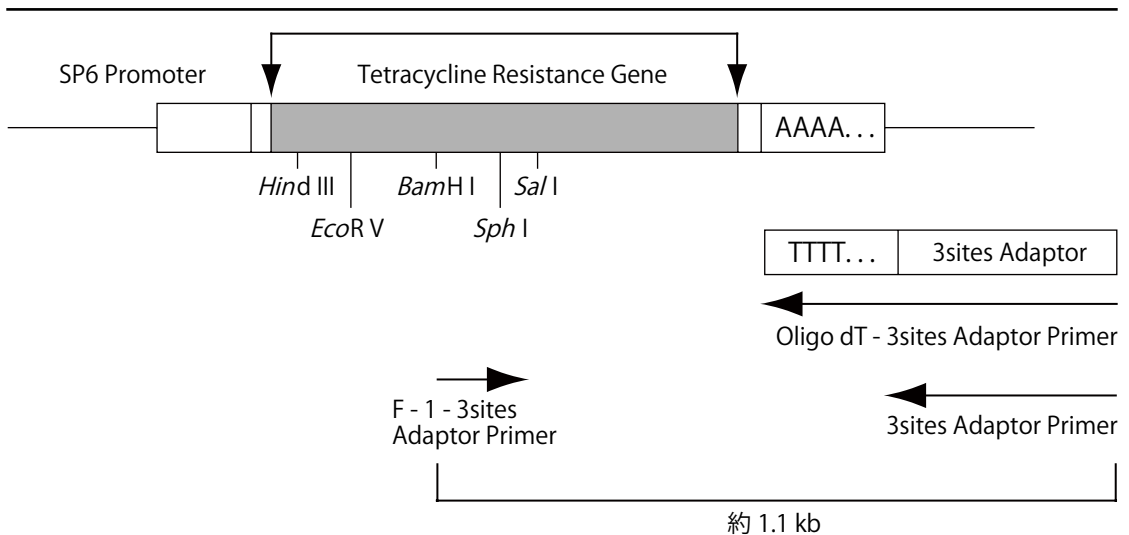 SP6 Promoter
Tetracycline Resistance Gene
AAAA...
Hind III
BamH I
Sal I
EcoR V
Sph I
TTTT...
3sites Adaptor
Oligo dT - 3sites Adaptor Primer
F - 1 - 3sites
Adaptor Primer
3sites Adaptor Primer
約 1.1 kb